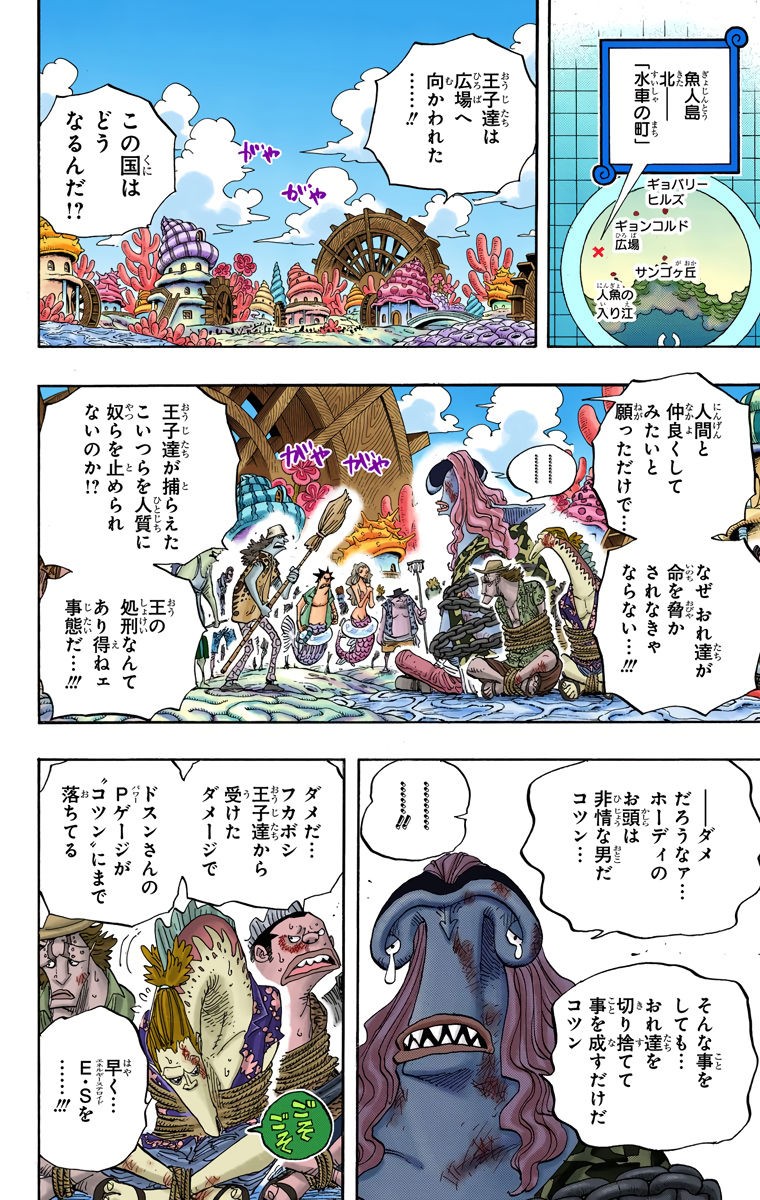 魚人島
北——
「水車の町」
ギョバリー
ヒルズ
ギョンコルド
広場
サンゴヶ丘
人魚の
入り江
王子達は
広場へ
向かわれた
……!!
この国は
どう
なるんだ!?
ガヤ
ガヤ
人間と
仲良くして
みたいと
願っただけで…
なぜ おれ達が
命を脅か
されなきゃ
ならない…!!!
………
ガヤ
ガヤ
王子達が捕らえた
こいつらを人質に
奴らを止められ
ないのか!?
王の
処刑なんて
あり得ねェ
事態だ…!!!
——ダメ
だろうなァ…
ホーディの
お頭は
非情な男だ
コツン…
そんな事を
しても…
おれ達を
切り捨てて
事を成すだけだ
コツン
………!!
ダメだ…
フカボシ
王子達から
受けた
ダメージで
ドスンさんの
Pゲージが
"コツン"にまで
落ちてる
ごそ
ごそ
早く…
E・Sを
……!!!